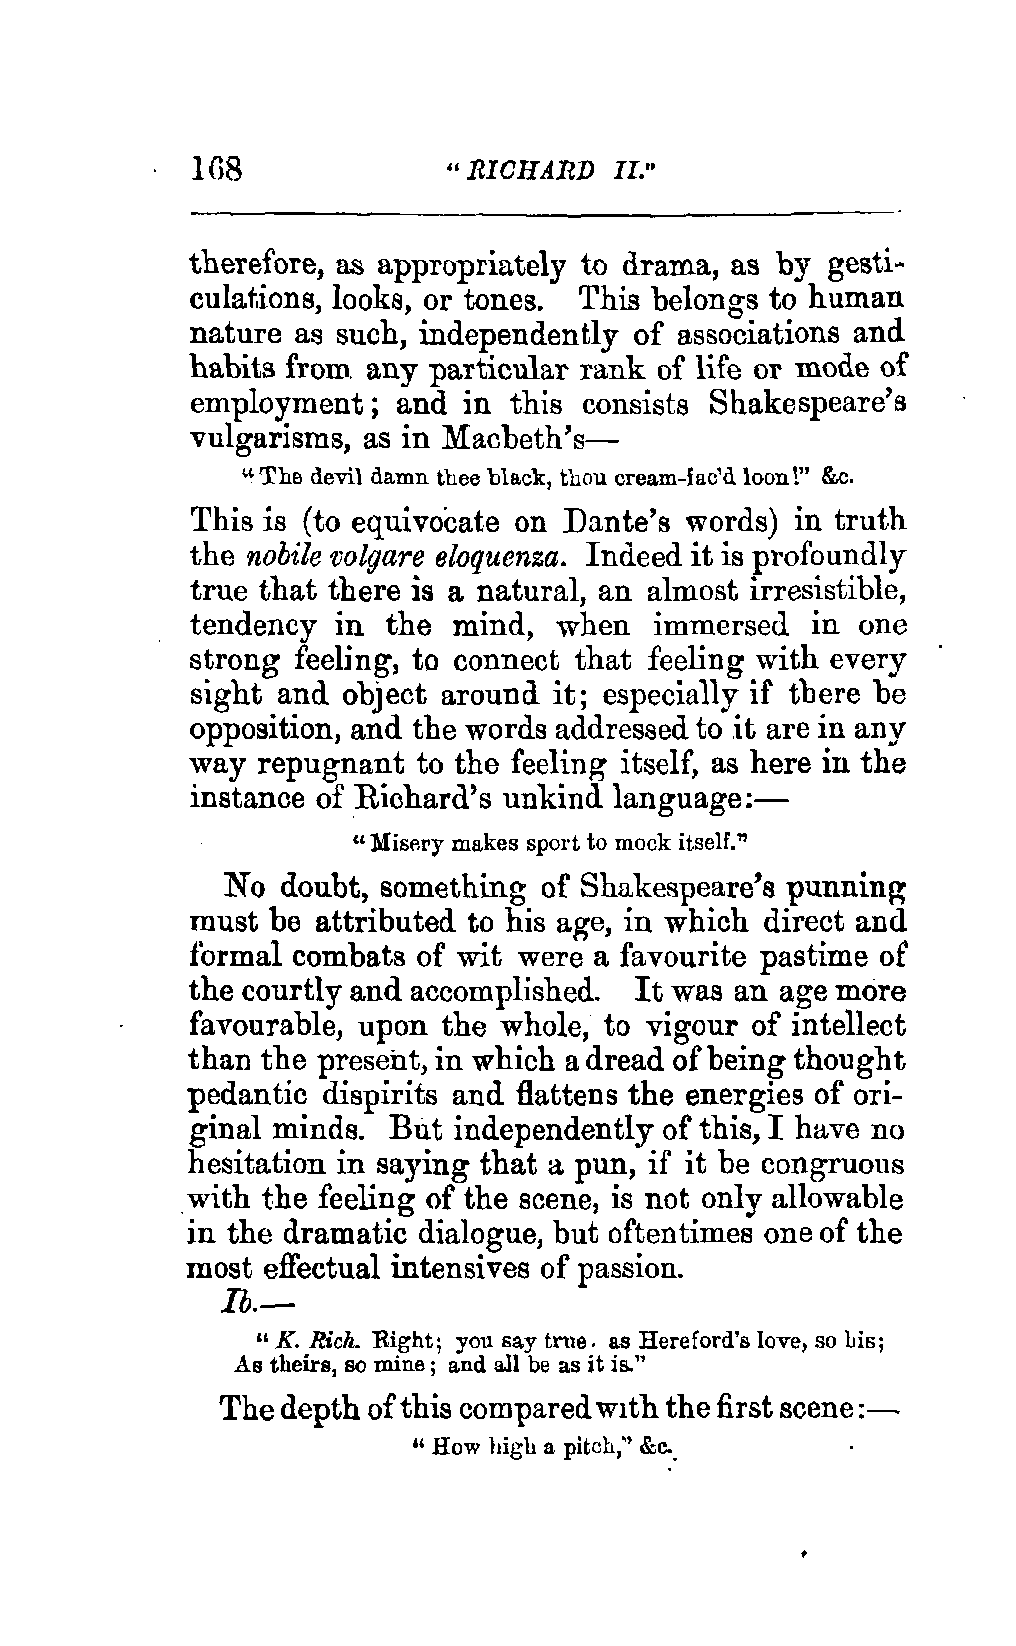 168 "RICHARD II."
therefore, as appropriately to drama, as by gesti-
culations, looks, or tones. This belongs to human
nature as such, independently of associations and
habits from any particular rank of life or mode of
employment; and in this consists Shakespeare's
vulgarisms, as in Macbeth's—
"The devil damn thee black, thou cream-fac'd loon!" &c.
This is (to equivocate on Dante's words) in truth
the nobile volgare eloquenza. Indeed it is profoundly
true that there is a natural, an almost irresistible,
tendency in the mind, when immersed in one
strong feeling, to connect that feeling with every
sight and object around it; especially if there be
opposition, and the words addressed to it are in any
way repugnant to the feeling itself, as here in the
instance of Richard's unkind language:—
"Misery makes sport to mock itself."
No doubt, something of Shakespeare's punning
must be attributed to his age, in which direct and
formal combats of wit were a favourite pastime of
the courtly and accomplished. It was an age more
favourable, upon the whole, to vigour of intellect
than the present, in which a dread of being thought
pedantic dispirits and flattens the energies of ori-
ginal minds. But independently of this, I have no
hesitation in saying that a pun, if it be congruous
with the feeling of the scene, is not only allowable
in the dramatic dialogue, but oftentimes one of the
most effectual intensives of passion.
Ib.—
"K. Rich. Right; you say true. as Hereford's love, so his;
As theirs, so mine; and all be as it is."
The depth of this compared with the first scene:—
"How high a pitch," &c.